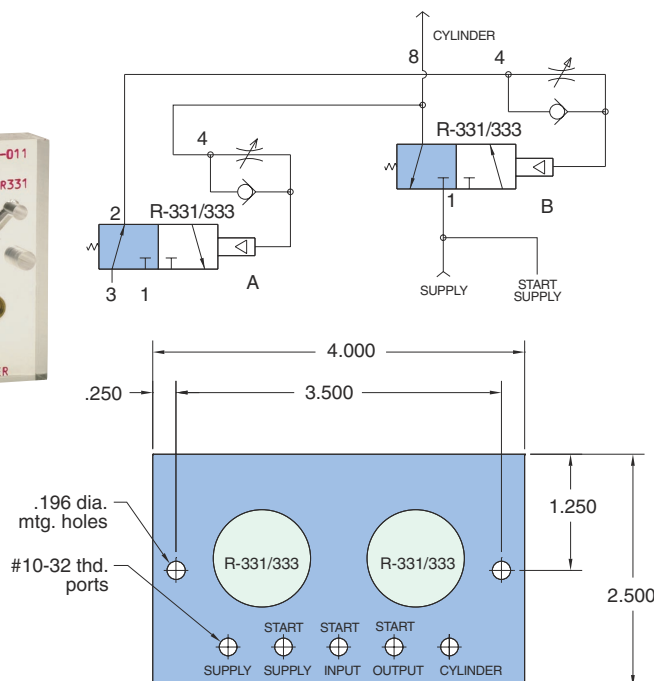 CYLINDER
8
4
R-331/333
4
-011
R331
1
B
2
R-331/333
3
1
A
SUPPLY
START
SUPPLY
ER
4.000
.250
3.500
.196 dia.
mtg. holes
1.250
R-331/333
R-331/333
#10-32 thd.
ports
2.500
START
START
START
SUPPLY
SUPPLY
INPUT
OUTPUT
CYLINDER